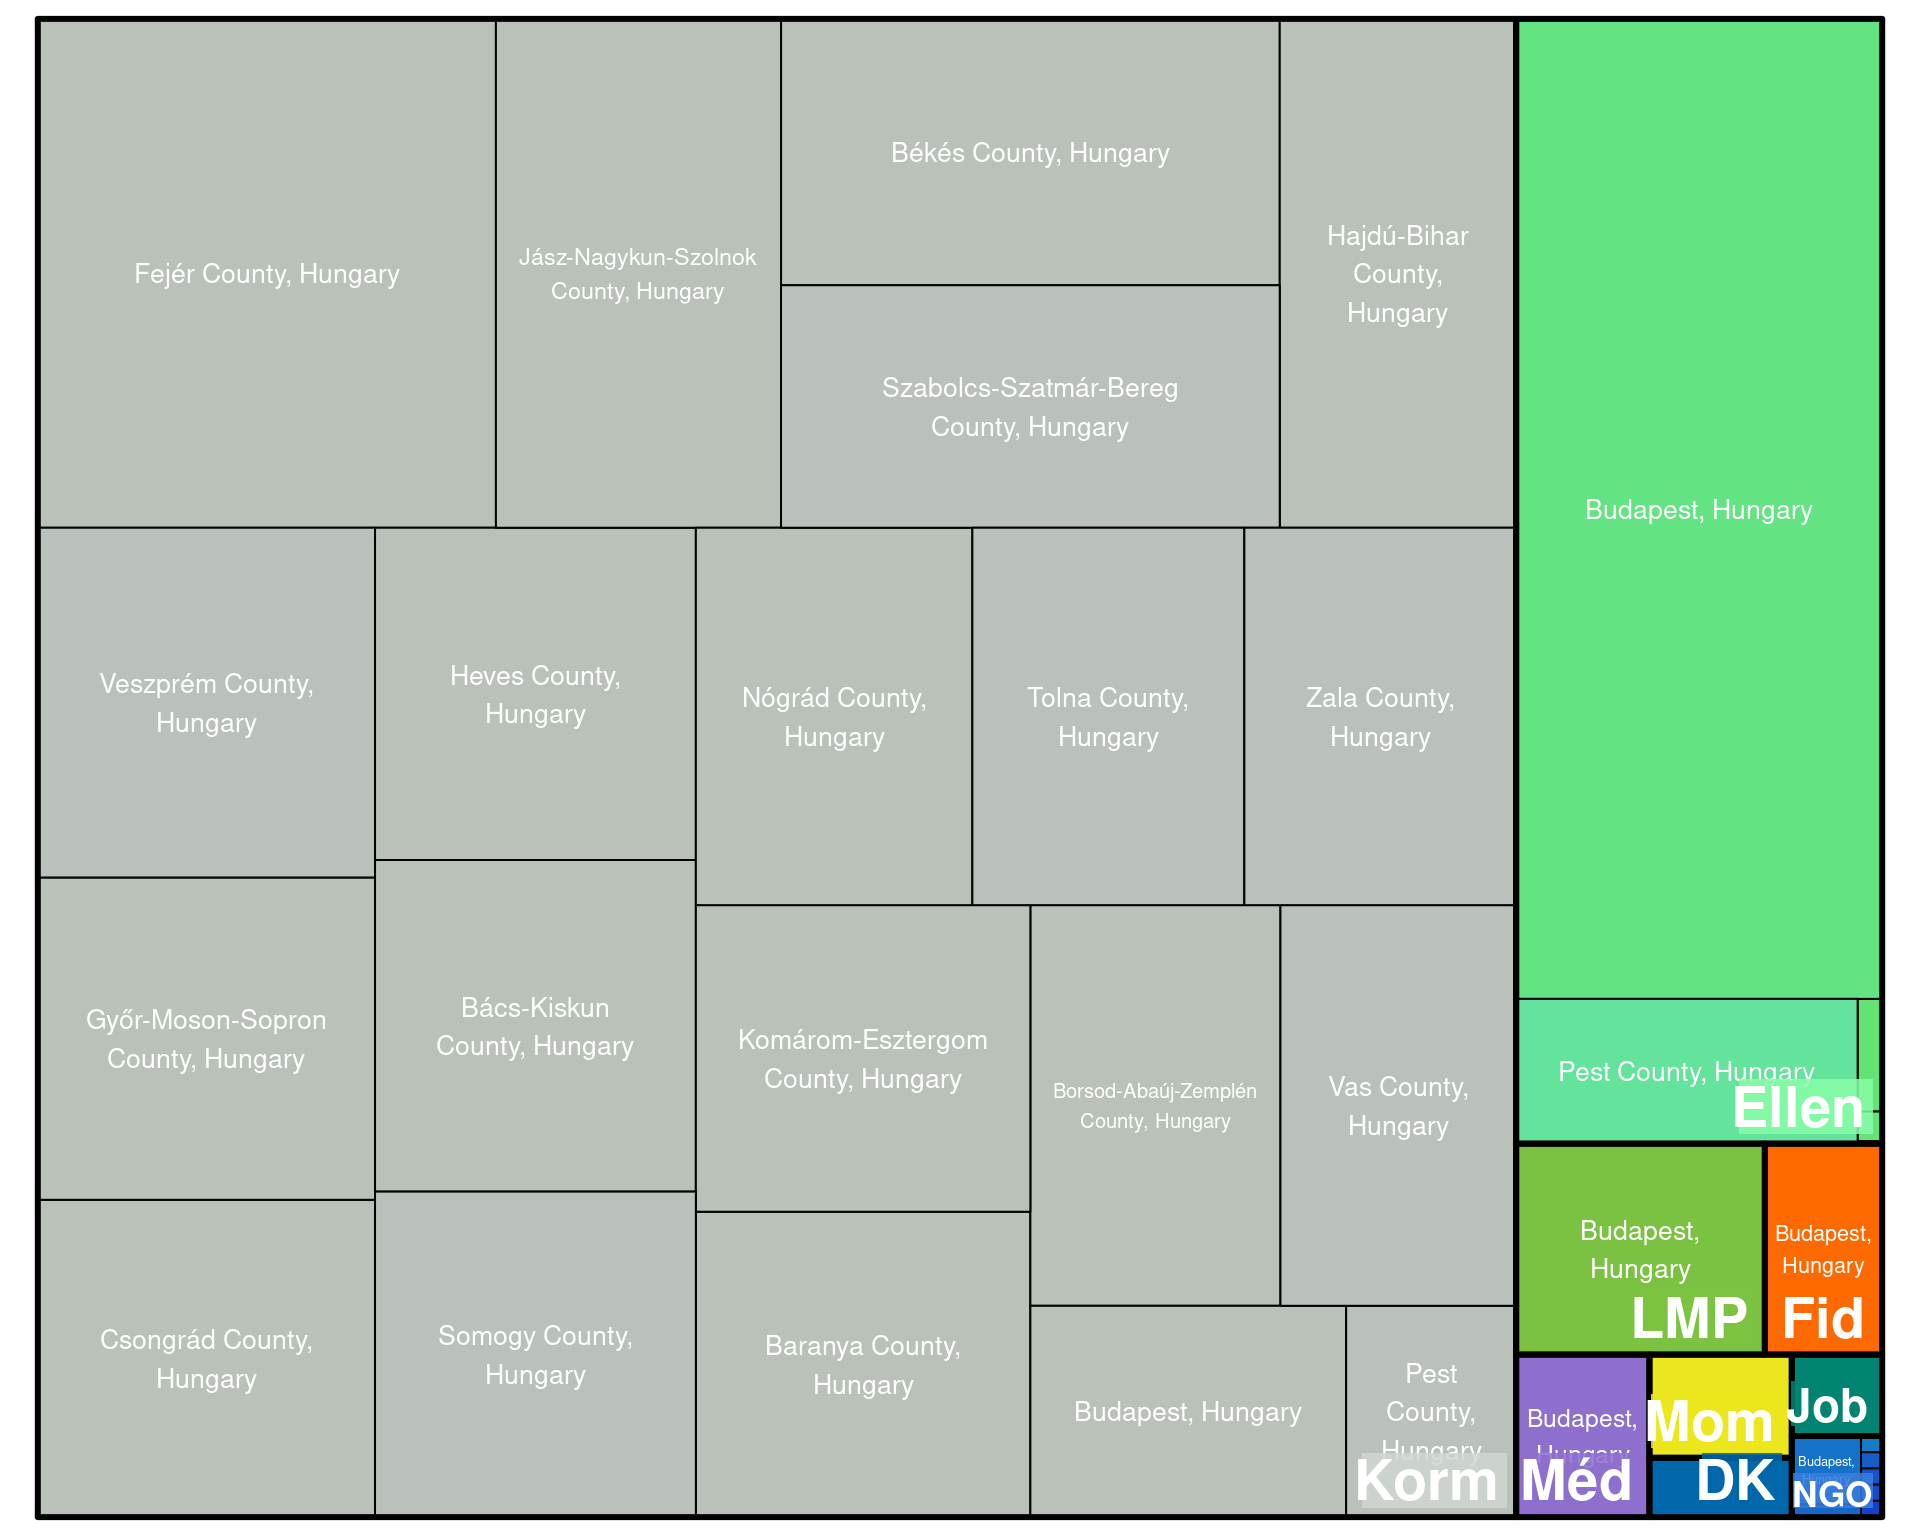 Fejér County, Hungary
Jász-Nagykun-Szolnok
County, Hungary
Békés County, Hungary
Szabolcs-Szatmár-Bereg
County, Hungary
Hajdú-Bihar
County,
Hungary
Budapest, Hungary
Veszprém County,
Hungary
Heves County,
Hungary
Nógrád County,
Hungary
Tolna County,
Hungary
Zala County,
Hungary
Győr-Moson-Sopron
County, Hungary
Bács-Kiskun
County, Hungary
Komárom-Esztergom
County, Hungary
Borsod-Abaúj-Zemplén
County, Hungary
Vas County,
Hungary
Pest County, Hungary
Ellen
Csongrád County,
Hungary
Somogy County,
Hungary
Baranya County,
Hungary
Budapest, Hungary
Pest
County,
Hungary
Korm
Budapest,
Hungary
LMP
Budapest,
Hungary
Fid
Budapest,
Hungary
Méd
Mom
DK
Job
Budapest,
Hungary
NGO